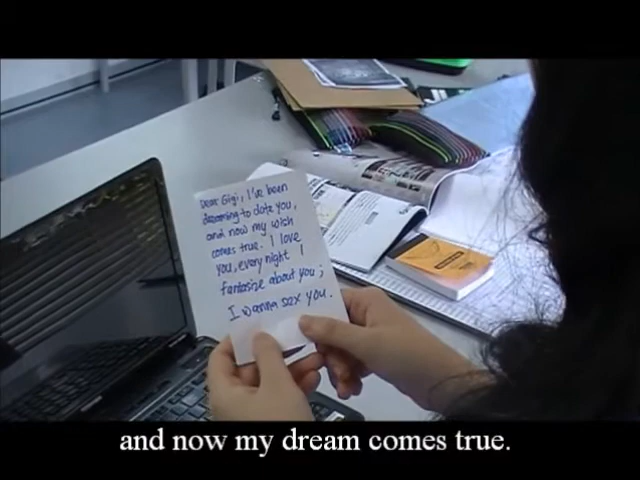 Dear Gigi, I've been
dreaming to date you,
and now my wish
comes true. I love
you, every night I
fantasize about you;
I wanna sex you.
and now my dream comes true.